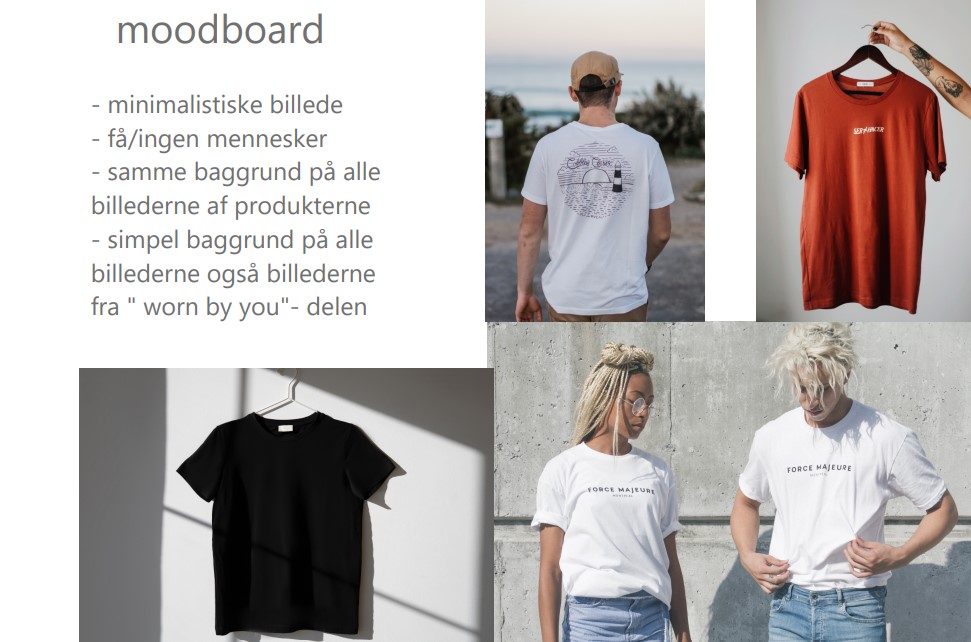 moodboard
- minimalistiske billede
- få/ingen mennesker
- samme baggrund på alle
billederne af produkterne
- simpel baggrund på alle
billederne også billederne
fra " worn by you"- delen
FORCE MAJEURE
MONTRÉAL
FORCE MAJEURE